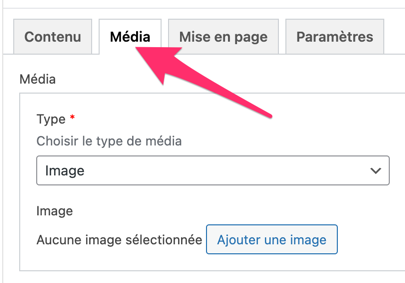 Contenu Média Mise en page Paramètres
Média
Type *
Choisir le type de média
Image
Image
Aucune image sélectionnée Ajouter une image